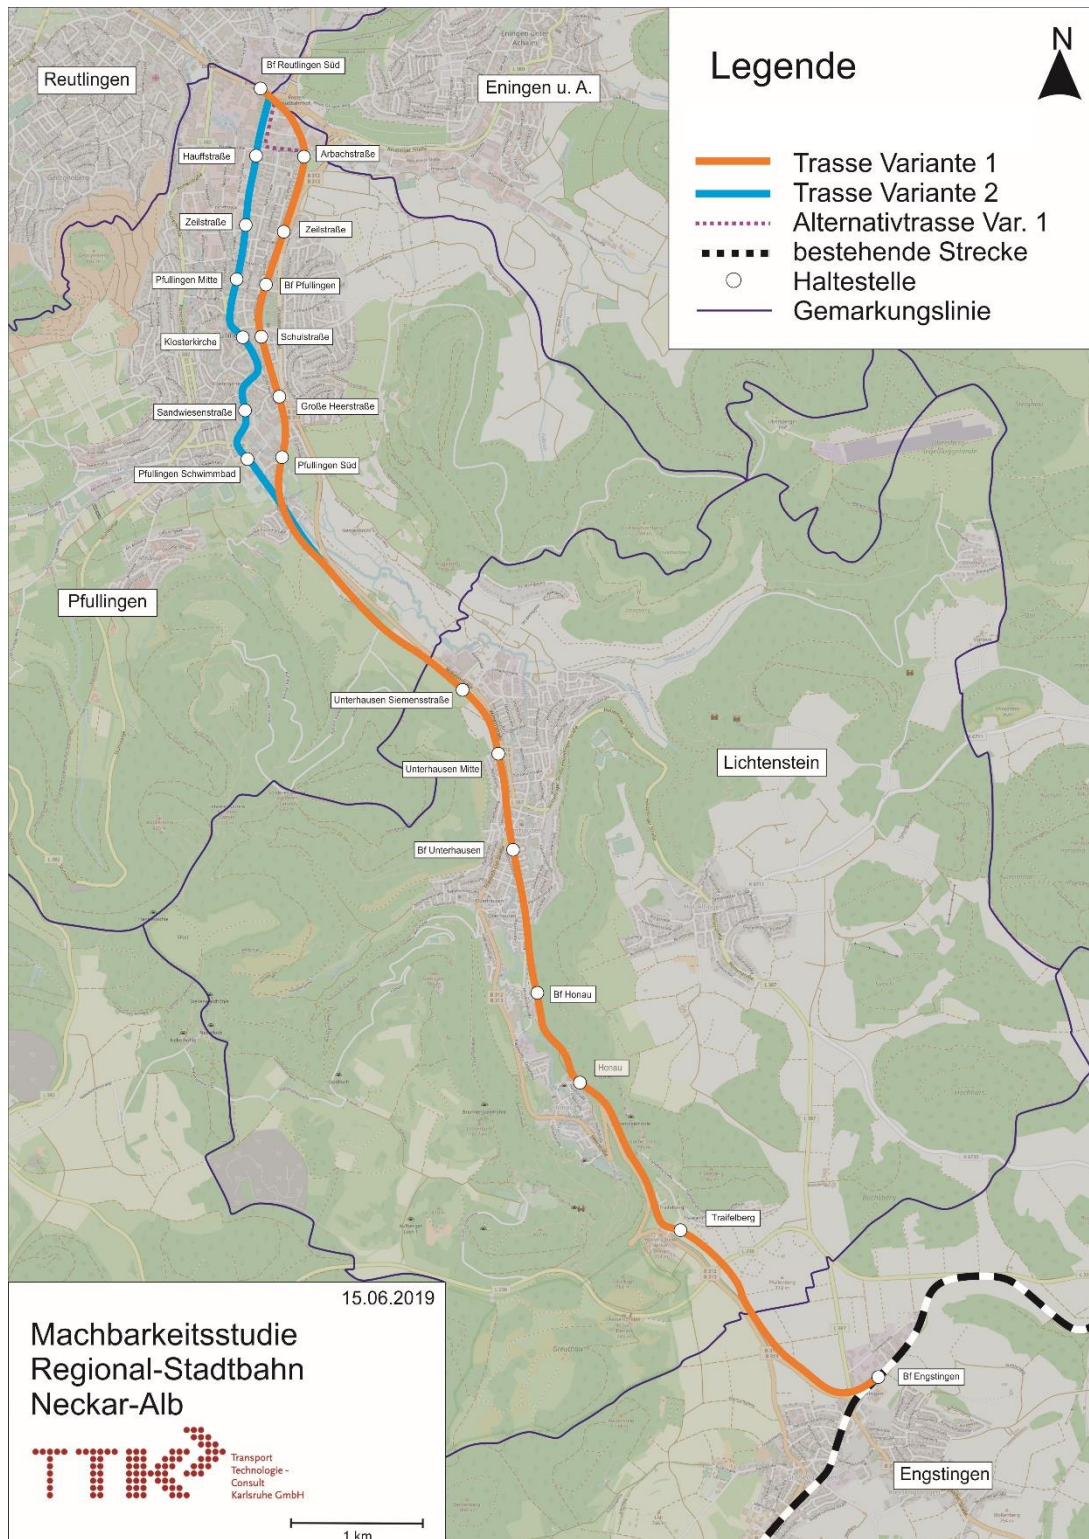 Reutlingen
Bf Reutlingen Süd
Eningen u. A.
Legende
N
Trasse Variante 1
Trasse Variante 2
Alternativtrasse Var. 1
bestehende Strecke
Haltestelle
Gemarkungslinie
Hauffstraße
Arbachstraße
Zeilstraße
Zeilstraße
Pfullingen Mitte
Bf Pfullingen
Klosterkirche
Schulstraße
Große Heerstraße
Sandwiesenstraße
Pfullingen Schwimmbad
Pfullingen Süd
Pfullingen
Unterhausen Siemensstraße
Unterhausen Mitte
Lichtenstein
Bf Unterhausen
Bf Honau
Honau
Traifelberg
Bf Engstingen
Engstingen
15.06.2019
Machbarkeitsstudie
Regional-Stadtbahn
Neckar-Alb
TTK
Transport
Technologie -
Consult
Karlsruhe GmbH
1 km